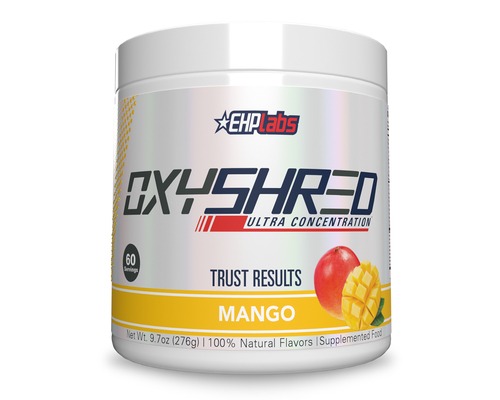 EHPLabs
OXYSHRED
ULTRA CONCENTRATION
60
Servings
TRUST RESULTS
MANGO
Net Wt. 9.7oz (276g) | 100% Natural Flavors | Supplemented Food